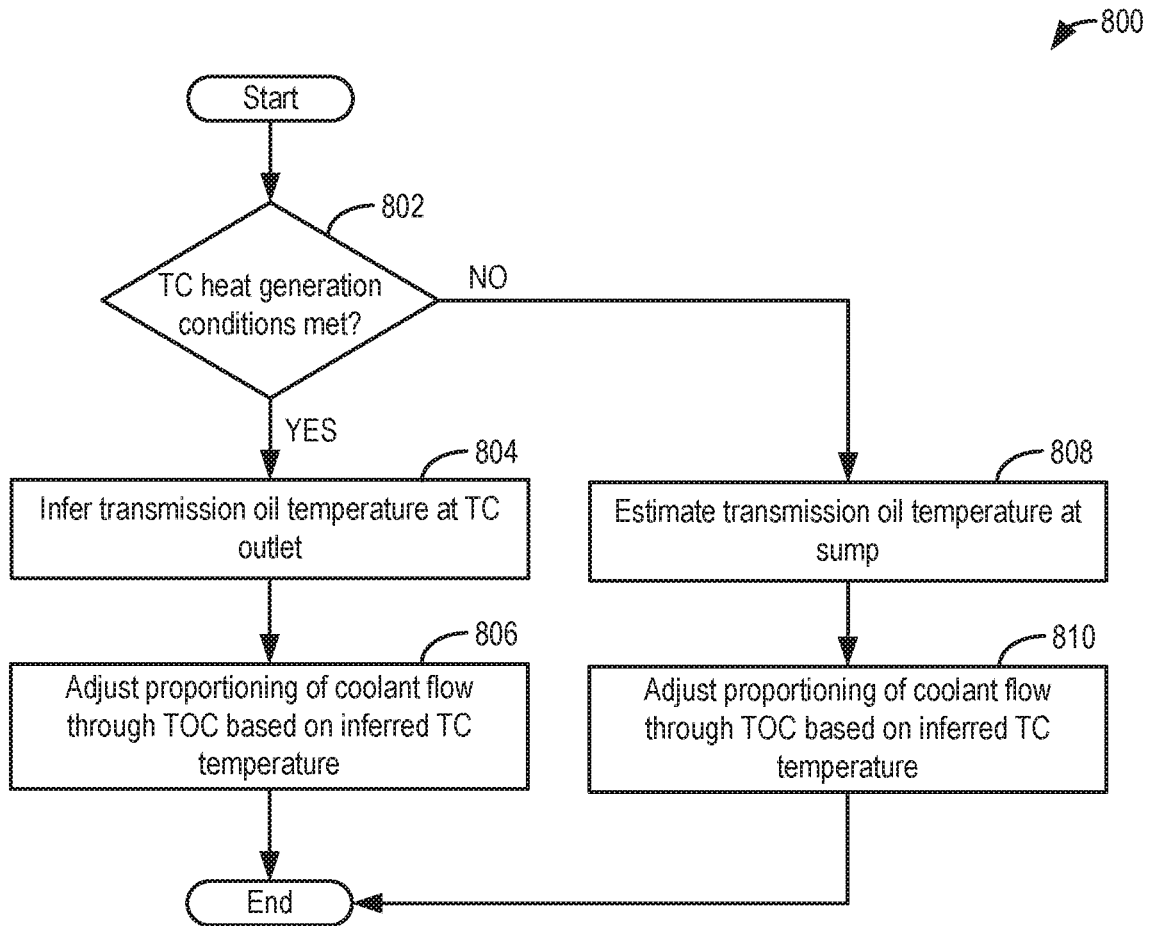 800
Start
802
TC heat generation
conditions met?
NO
YES
804
Infer transmission oil temperature at TC
outlet
808
Estimate transmission oil temperature at
sump
806
Adjust proportioning of coolant flow
through TOC based on inferred TC
temperature
810
Adjust proportioning of coolant flow
through TOC based on inferred TC
temperature
End